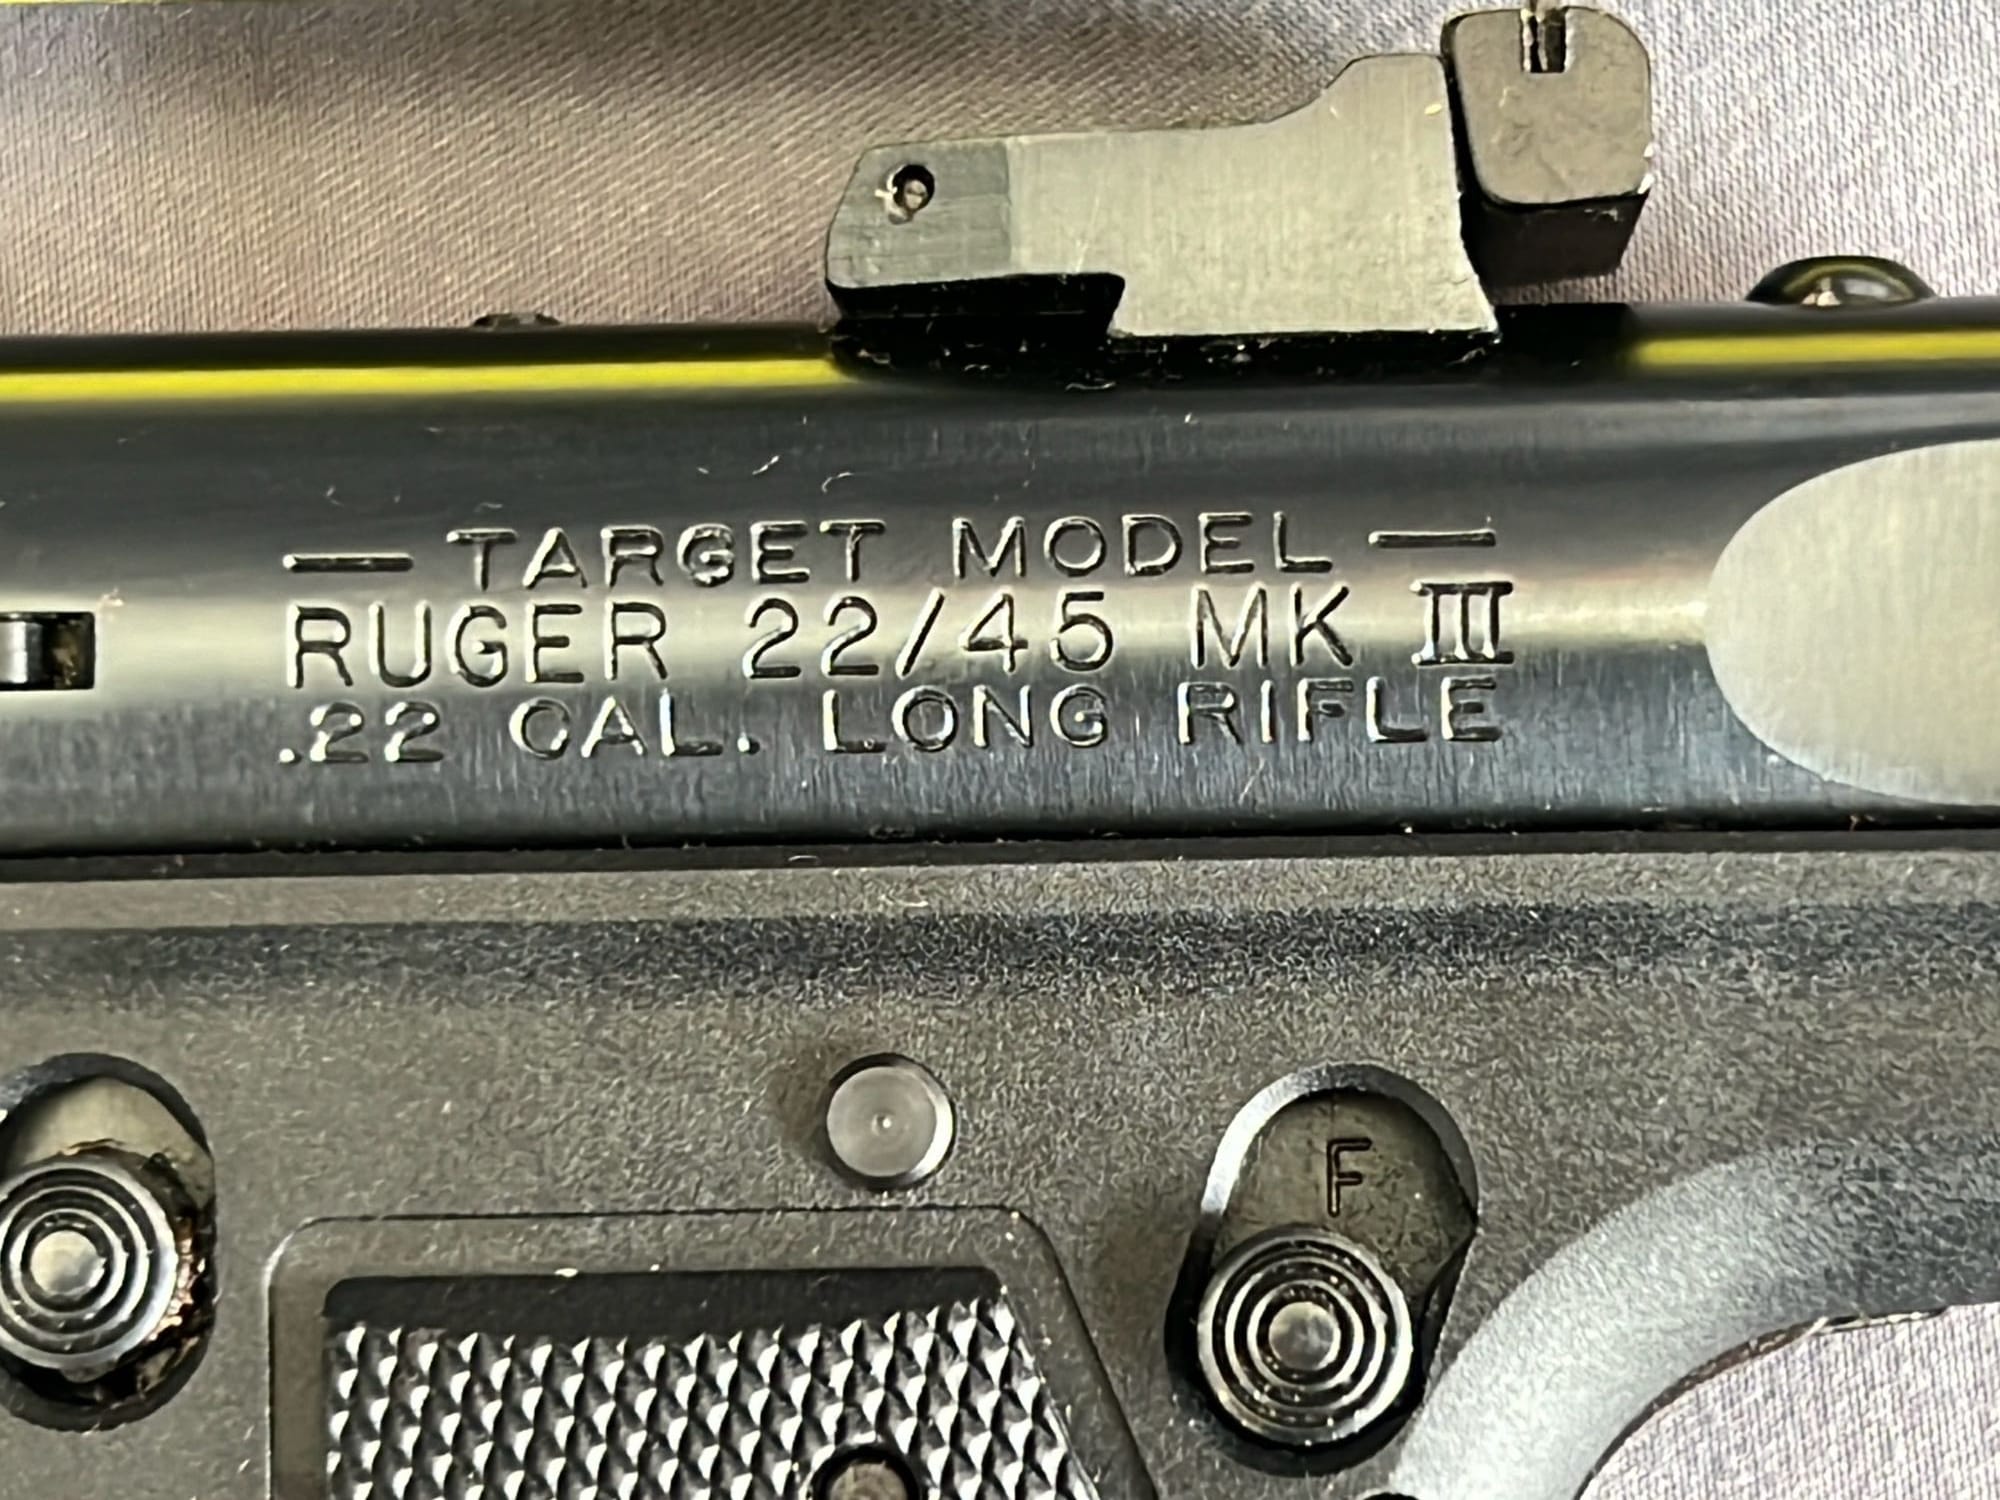 — TARGET MODEL —
RUGER 22/45 MK III
.22 CAL. LONG RIFLE
F